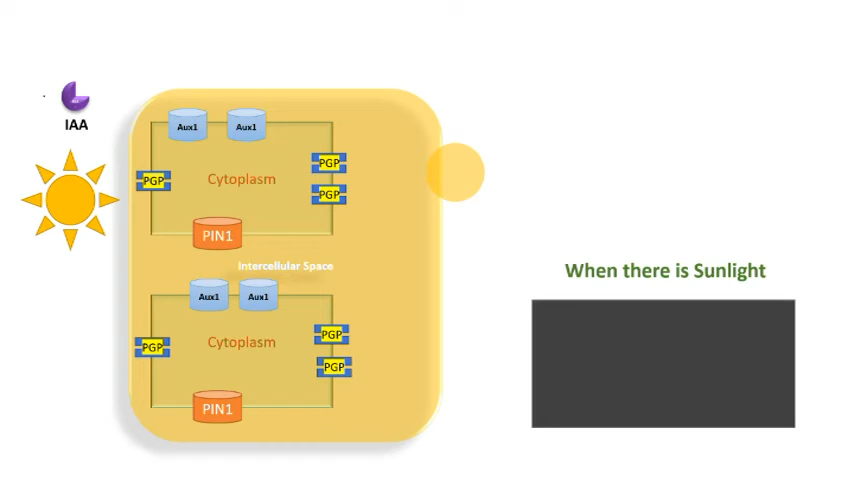 IAA
Aux1 Aux1
PGP
PGP
Cytoplasm
PGP
PIN1
Intercellular Space
Aux1 Aux1
When there is Sunlight
PGP
Cytoplasm
PGP
PGP
PIN1